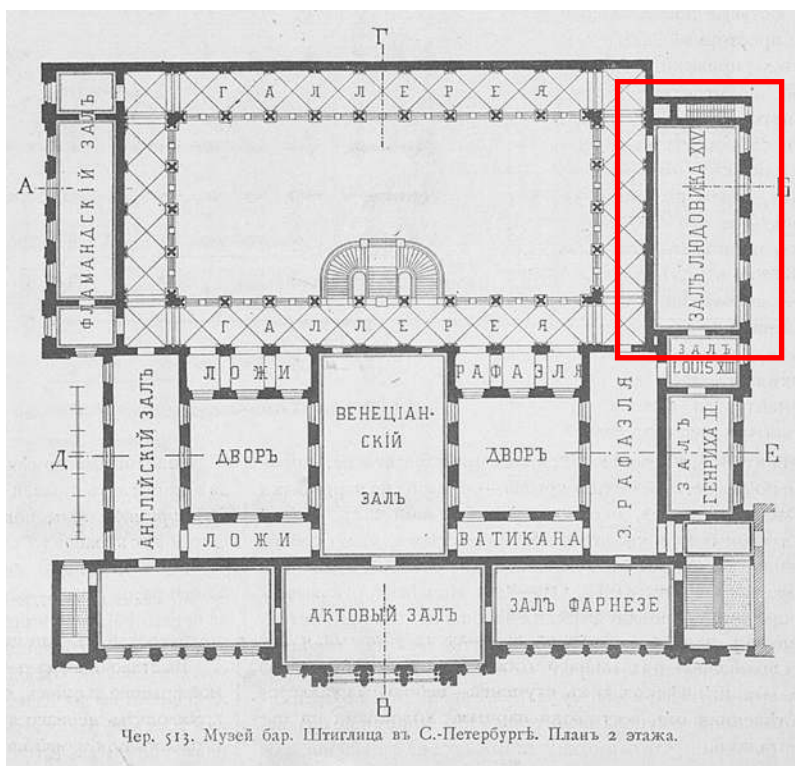 Г
ГАЛЛЕРЕЯ
ФЛАМАНДСКІЙ ЗАЛЪ
А
ЗАЛЪ ЛЮДОВИКА XIV
Б
ГАЛЛЕРЕЯ
ЗАЛЪ
LOUIS XIII
ЛОЖИ
РАФАЭЛЯ
АНГЛІЙСКІЙ ЗАЛЪ
ВЕНЕЦІАН-
СКІЙ
ЗАЛЪ
Д
ДВОРЪ
ДВОРЪ
З. РАФАЭЛЯ
ЗАЛЪ
ГЕНРИХА II
Е
ЛОЖИ
ВАТИКАНА
АКТОВЫЙ ЗАЛЪ
ЗАЛЪ ФАРНЕЗЕ
В
Чер. 513. Музей бар. Штиглица въ С.-Петербургѣ. Планъ 2 этажа.